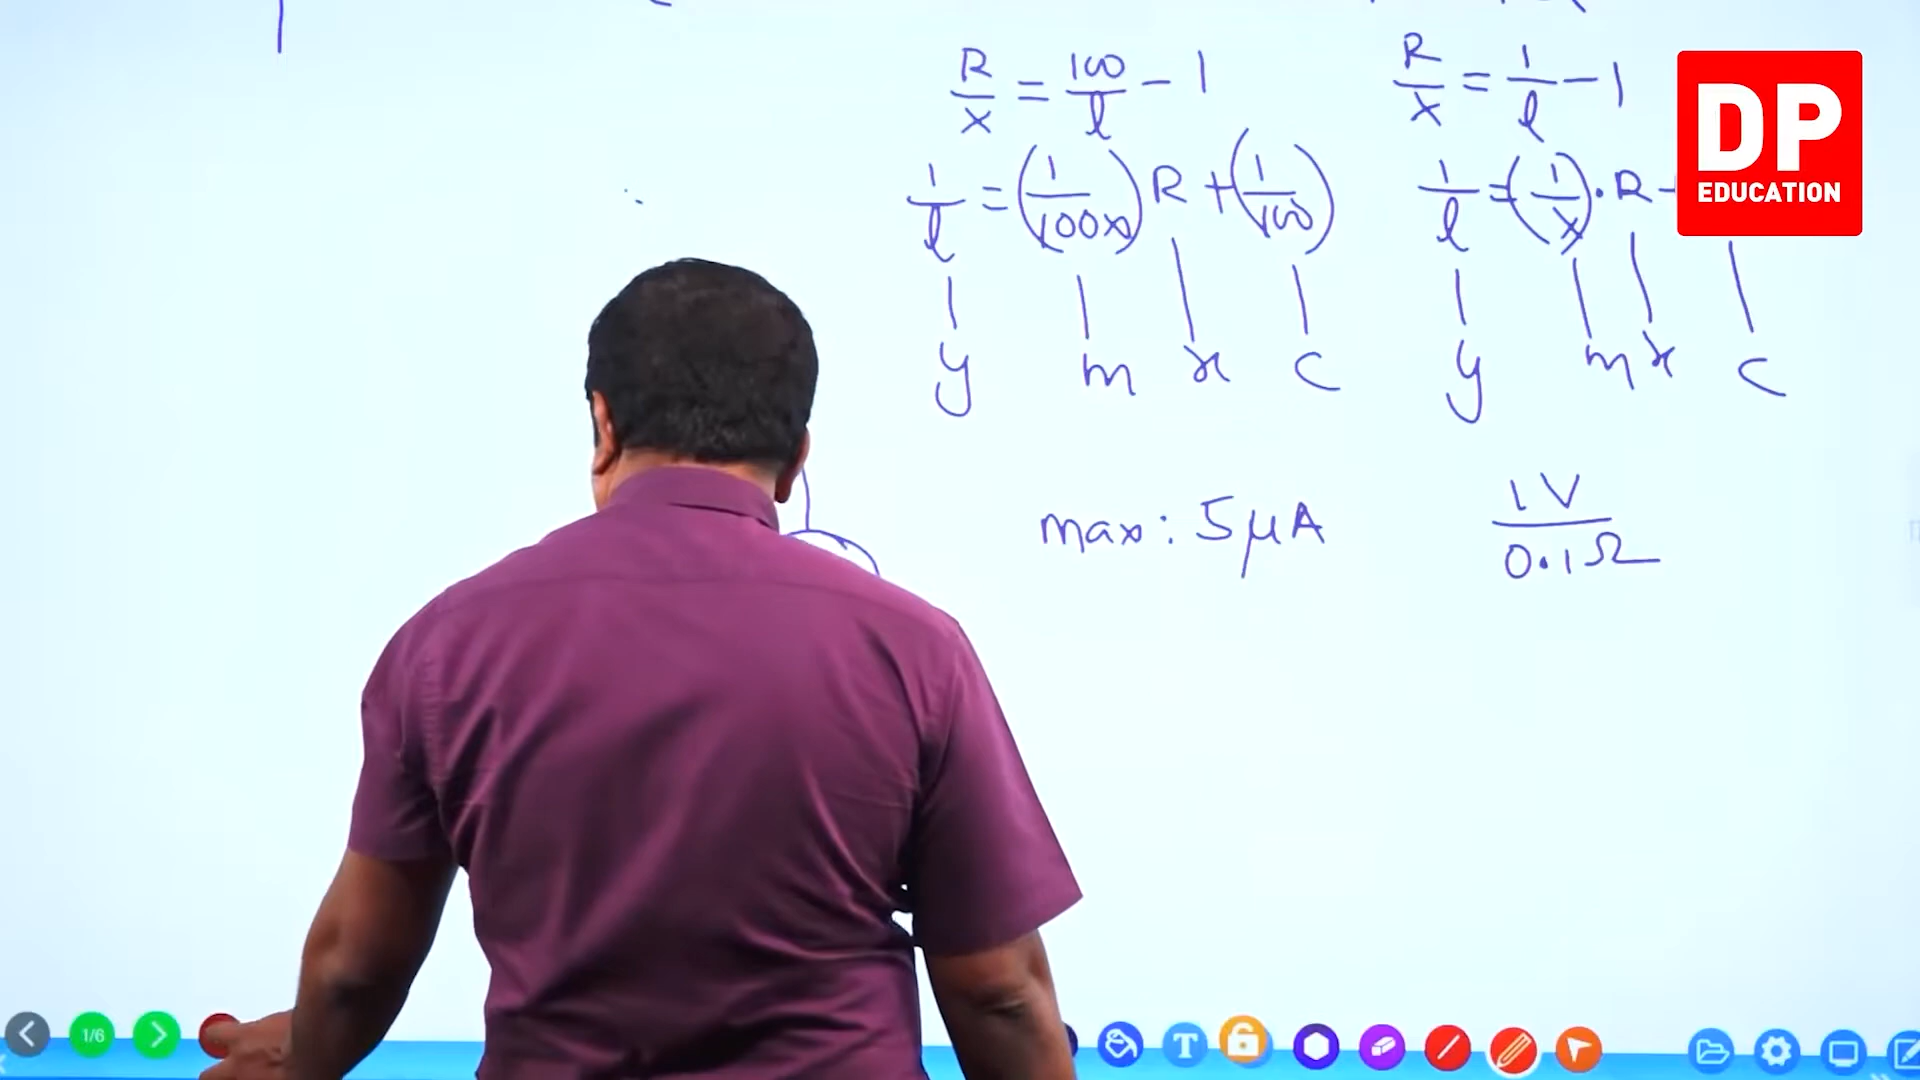 R/x = 100/l - 1
1/l = (1/100x) R + (1/100)
y m x c
R/x = 1/l - 1
1/l = (1/x) . R -
y m x c
max : 5μA
1V/0.1Ω
DP
EDUCATION
1/6
T